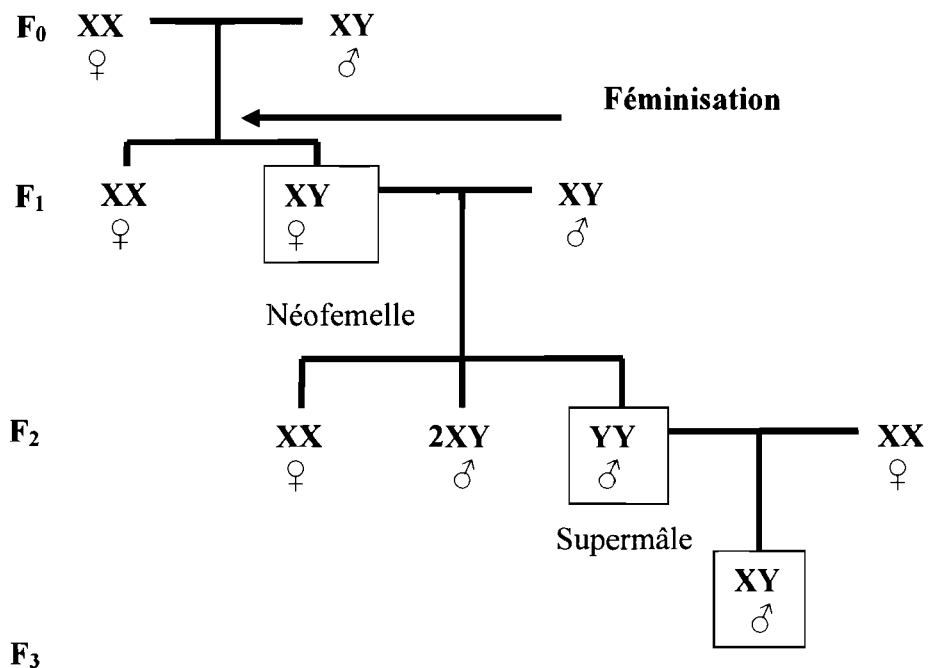 F₀ XX XY
♀ ♂
Féminisation
F₁ XX XY XY
♀ ♀ ♂
Néofemelle
F₂ XX 2XY YY XX
♀ ♂ ♂ ♀
Supermâle
XY
♂
F₃